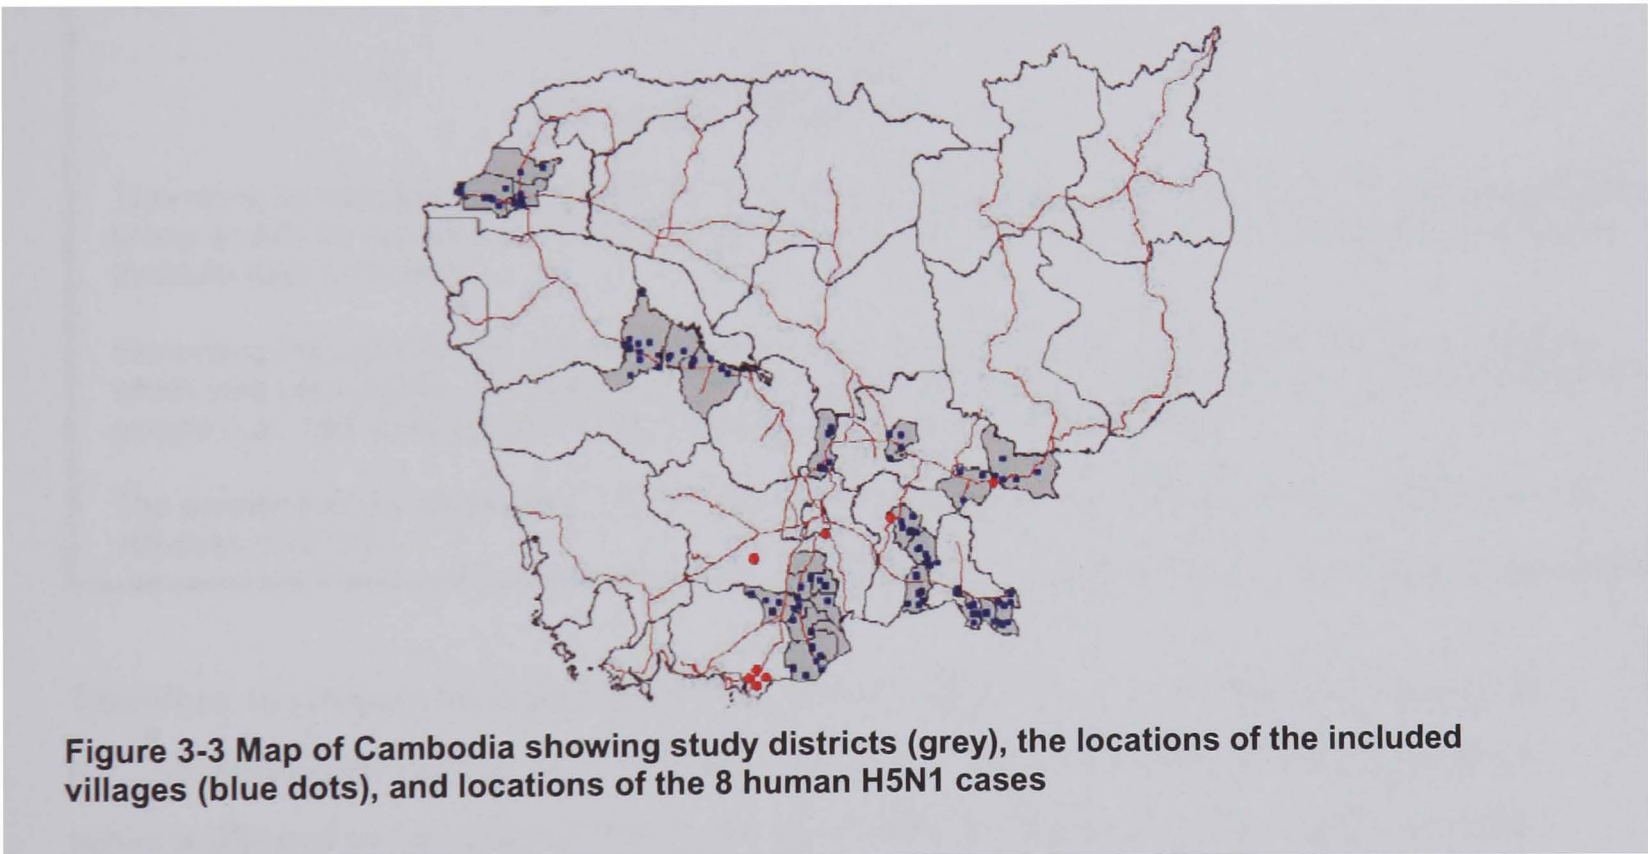 Figure 3-3 Map of Cambodia showing study districts (grey), the locations of the included
villages (blue dots), and locations of the 8 human H5N1 cases